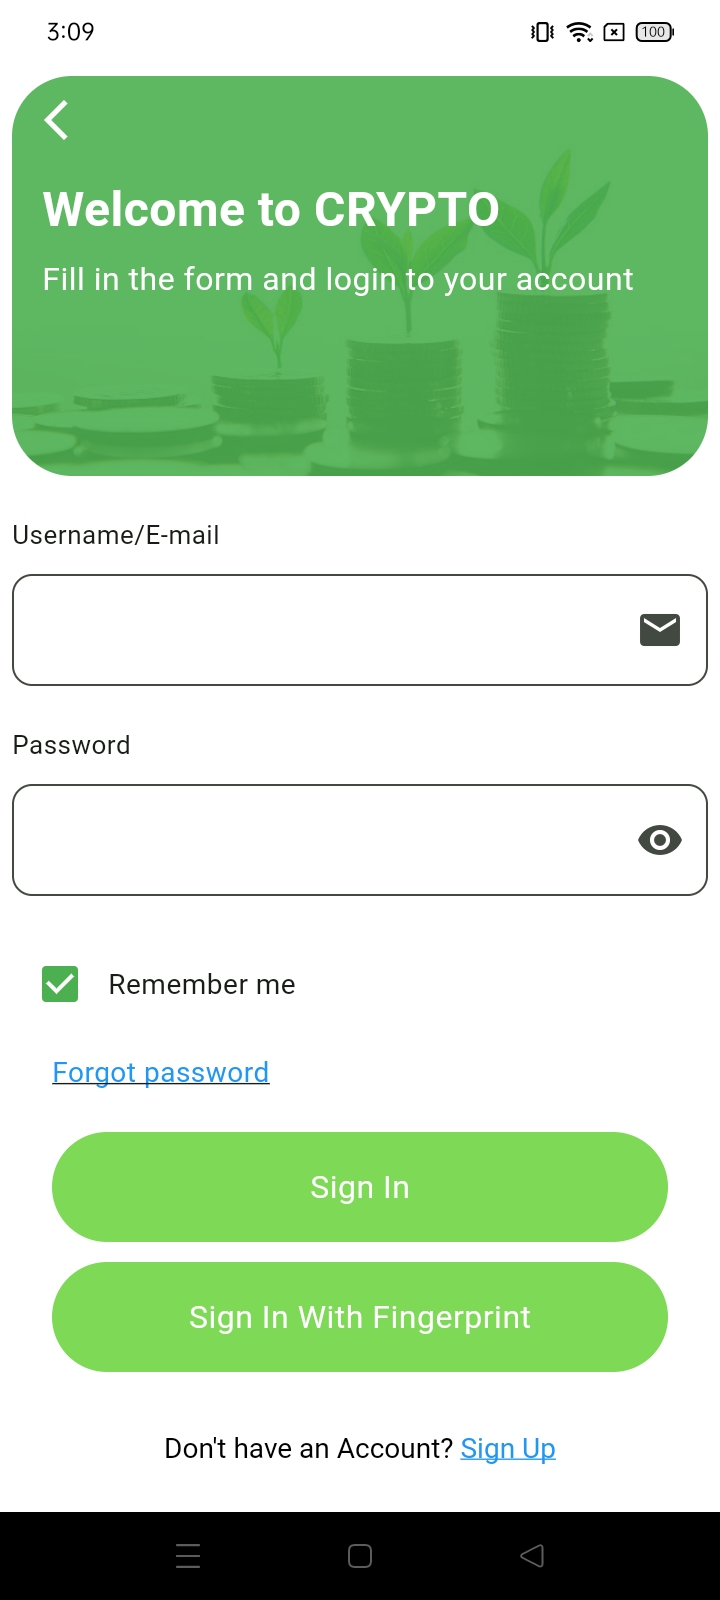 3:09
100
Welcome to CRYPTO
Fill in the form and login to your account
Username/E-mail
Password
Remember me
Forgot password
Sign In
Sign In With Fingerprint
Don't have an Account? Sign Up